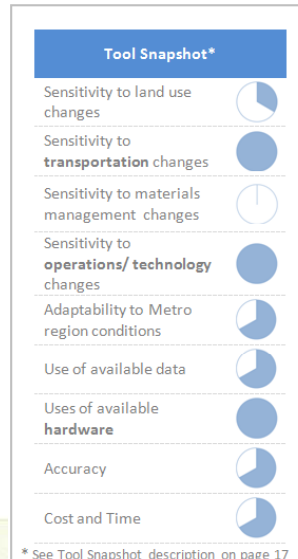 Tool Snapshot*
Sensitivity to land use
changes
Sensitivity to
transportation changes
Sensitivity to materials
management changes
Sensitivity to
operations/ technology
changes
Adaptability to Metro
region conditions
Use of available data
Uses of available
hardware
Accuracy
Cost and Time
* See Tool Snapshot description on page 17